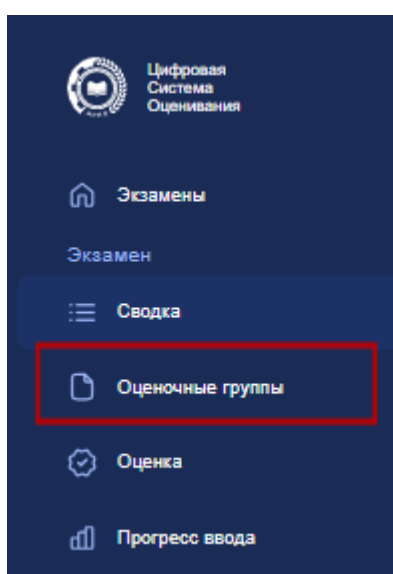 Цифровая
Система
Оценивания
Экзамены
Экзамен
Сводка
Оценочные группы
Оценка
Прогресс ввода